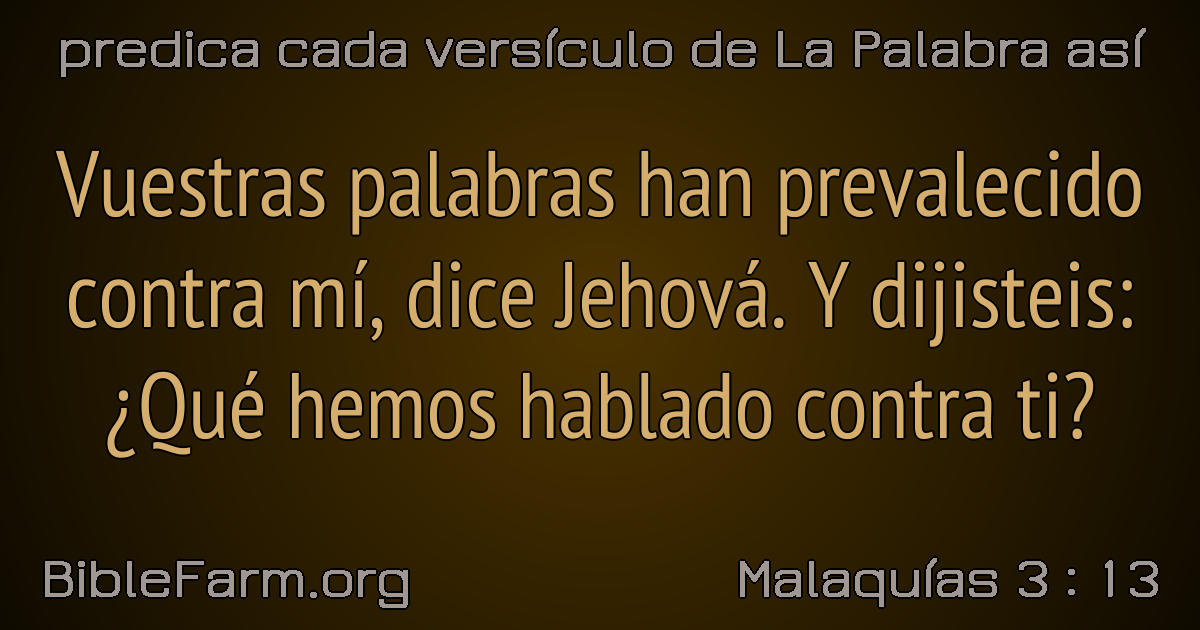 predica cada versículo de La Palabra así
Vuestras palabras han prevalecido
contra mí, dice Jehová. Y dijisteis:
¿Qué hemos hablado contra ti?
BibleFarm.org
Malaquías 3 : 13